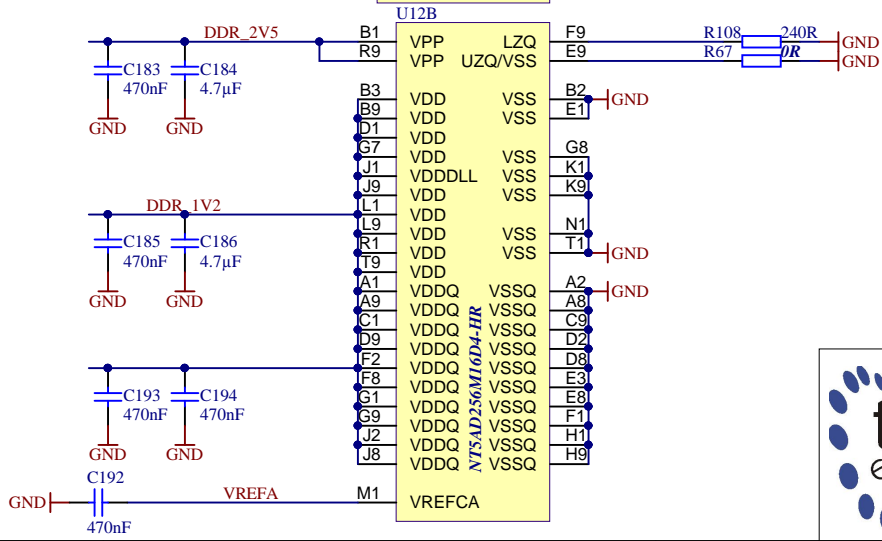 U12B
DDR_2V5 B1 VPP LZQ F9 R108 240R GND
R9 VPP UZQ/VSS E9 R67 0R GND
C183 C184
470nF 4.7µF
GND GND
B3 VDD VSS B2 GND
B9 VDD VSS E1
D1 VDD
G7 VDD VSS G8
J1 VDDDLL VSS K1
J9 VDD VSS K9
DDR_1V2 L1 VDD
L9 VDD VSS N1
R1 VDD VSS T1 GND
C185 C186
470nF 4.7µF
GND GND
T9 VDD
A1 VDDQ VSSQ A2 GND
A9 VDDQ VSSQ A8
C1 VDDQ VSSQ C9
D9 VDDQ VSSQ D2
F2 VDDQ VSSQ D8
F8 VDDQ VSSQ E3
G1 VDDQ VSSQ E8
G9 VDDQ VSSQ F1
J2 VDDQ VSSQ H1
J8 VDDQ VSSQ H9
NT5AD256M16D4-HR
C193 C194
470nF 470nF
GND GND
C192
GND VREFA M1 VREFCA
470nF